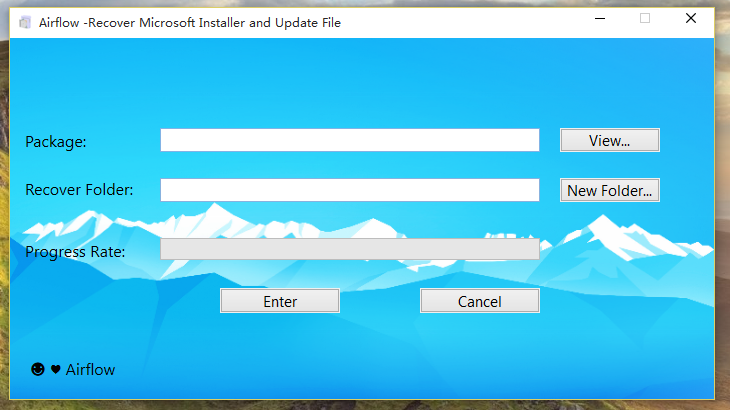 Airflow -Recover Microsoft Installer and Update File
Package:
View...
Recover Folder:
New Folder...
Progress Rate:
Enter
Cancel
☻ ♥ Airflow